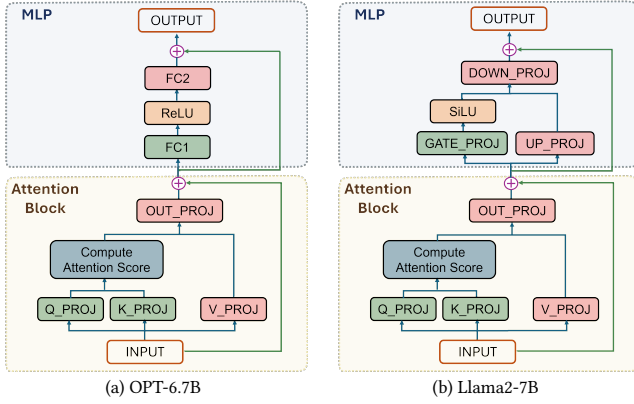 MLP
OUTPUT
FC2
ReLU
FC1
Attention
Block
OUT_PROJ
Compute
Attention Score
Q_PROJ
K_PROJ
V_PROJ
INPUT
(a) OPT-6.7B
MLP
OUTPUT
DOWN_PROJ
SiLU
GATE_PROJ
UP_PROJ
Attention
Block
OUT_PROJ
Compute
Attention Score
Q_PROJ
K_PROJ
V_PROJ
INPUT
(b) Llama2-7B